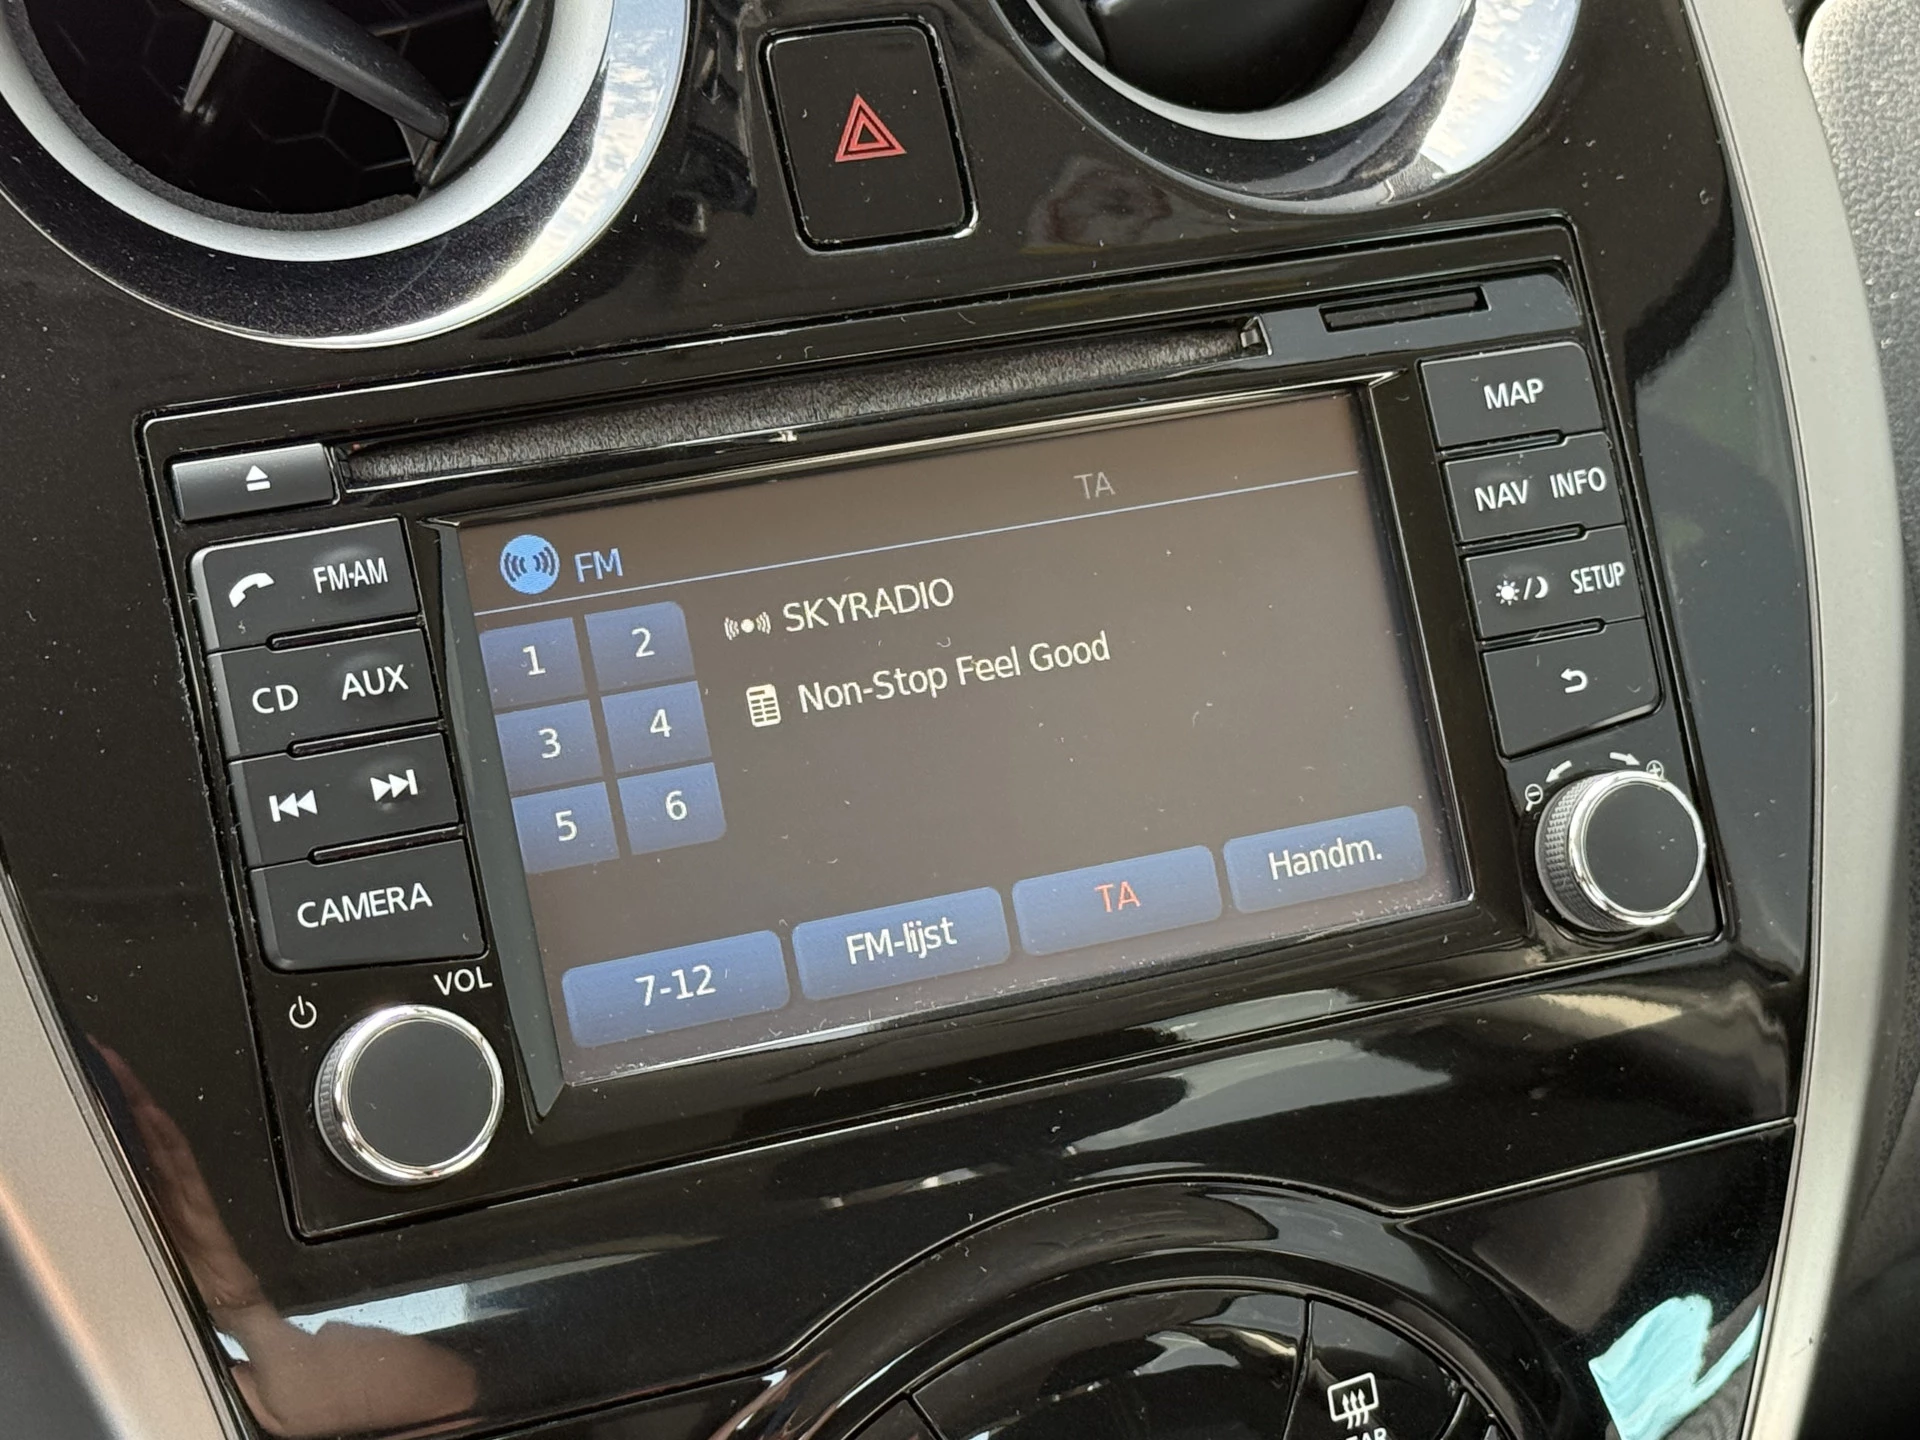 MAP
NAV INFO
SETUP
FM·AM
CD AUX
CAMERA
VOL
TA
FM
SKYRADIO
Non-Stop Feel Good
1 2
3 4
5 6
7-12 FM-lijst TA Handm.